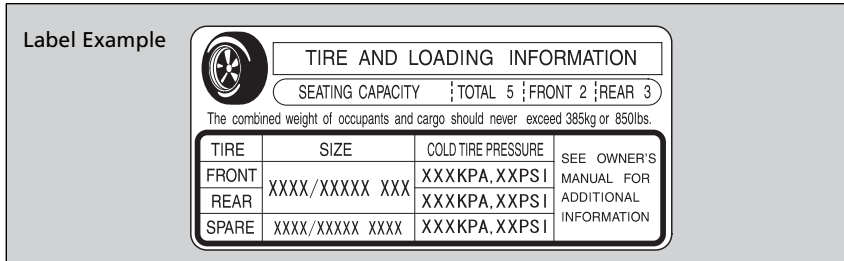 Label Example
TIRE AND LOADING INFORMATION
SEATING CAPACITY TOTAL 5 FRONT 2 REAR 3
The combined weight of occupants and cargo should never exceed 385kg or 850lbs.
TIRE SIZE COLD TIRE PRESSURE SEE OWNER'S MANUAL FOR ADDITIONAL INFORMATION
FRONT XXXX/XXXXX XXX XXXKPA,XXPSI
REAR XXXKPA,XXPSI
SPARE XXXX/XXXXX XXXX XXXKPA,XXPSI